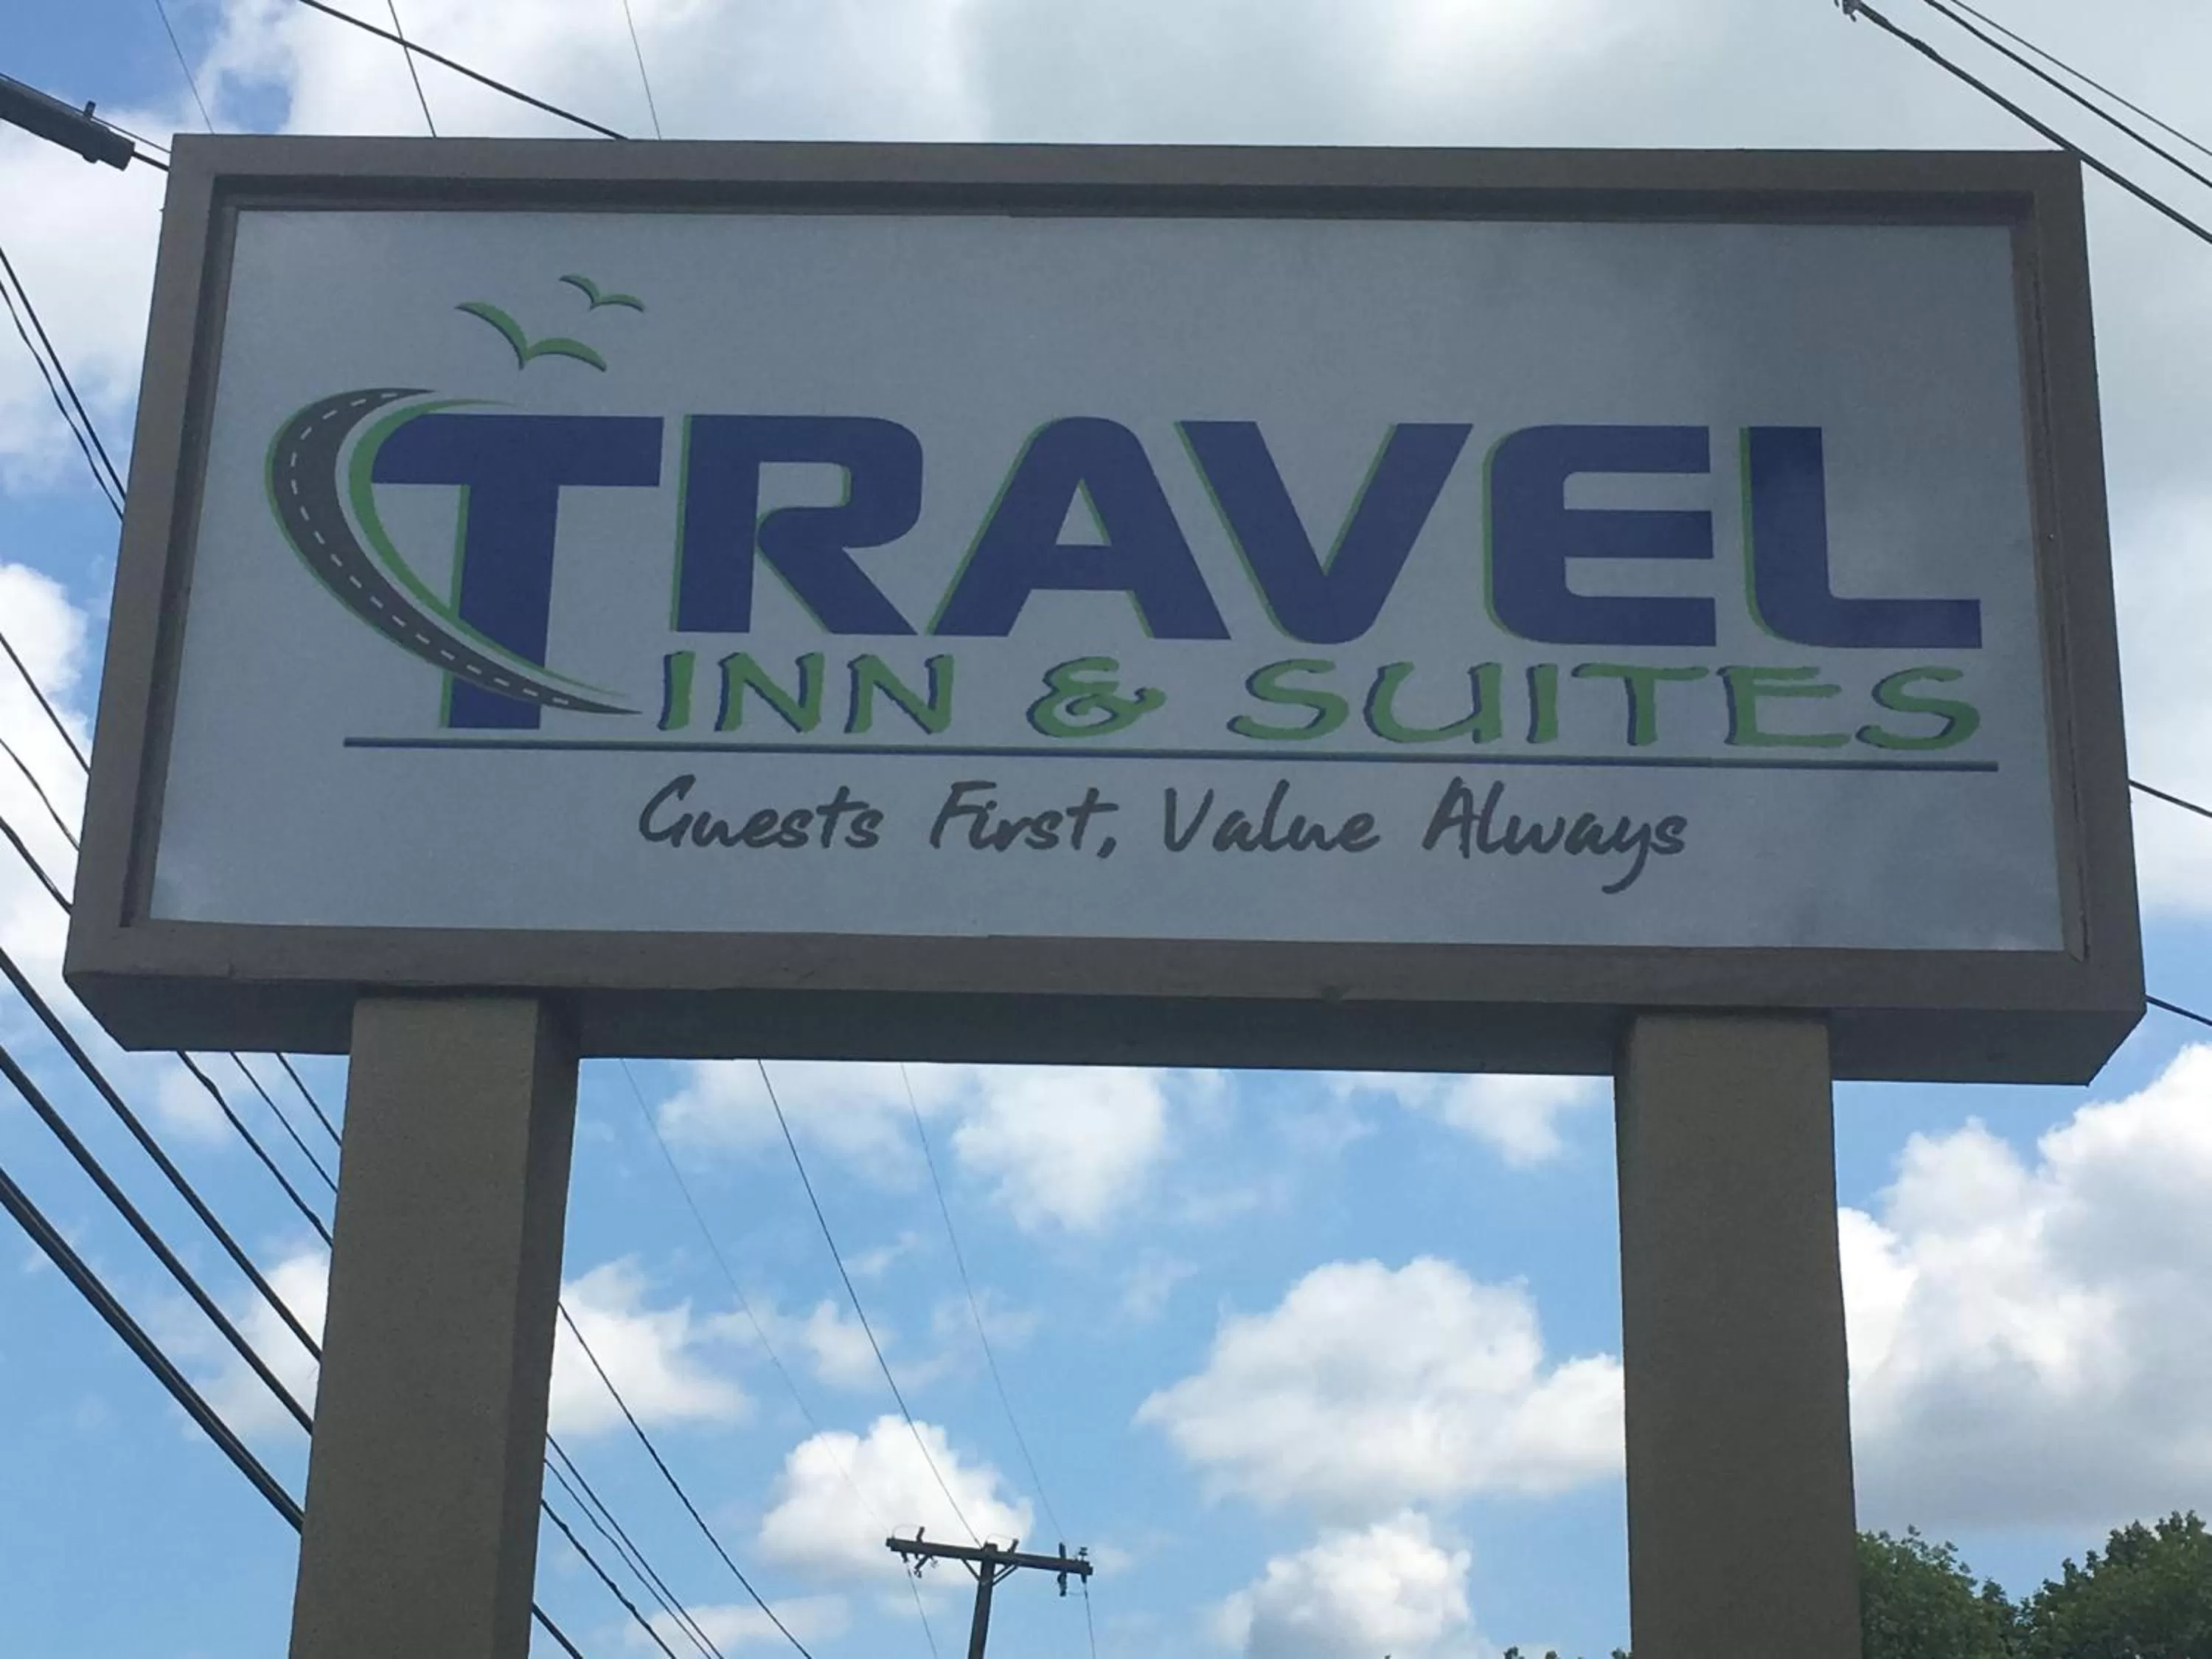 TRAVEL
INN & SUITES
Guests First, Value Always